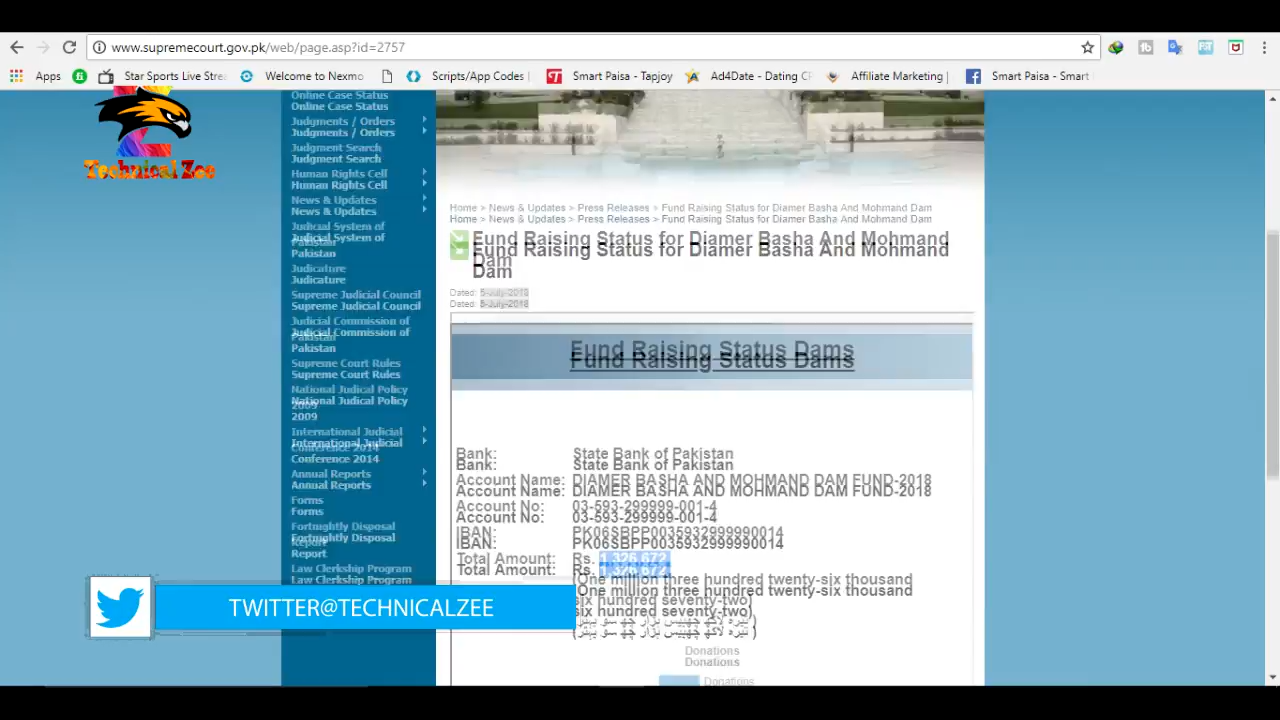 www.supremecourt.gov.pk/web/page.asp?id=2757
Apps
Star Sports Live Stre
Welcome to Nexmo
Scripts/App Codes
Smart Paisa - Tapjoy
Ad4Date - Dating C
Affiliate Marketing |
Smart Paisa - Smart
Technical Zee
Online Case Status
Judgments / Orders
Judgment Search
Human Rights Cell
News & Updates
Judicial System of
Pakistan
Judicature
Supreme Judicial Council
Judicial Commission of
Pakistan
Supreme Court Rules
National Judicial Policy
2009
International Judicial
Conference 2014
Annual Reports
Forms
Fortnightly Disposal
Report
Law Clerkship Program
Home > News & Updates > Press Releases > Fund Raising Status for Diamer Basha And Mohmand Dam
Fund Raising Status for Diamer Basha And Mohmand
Dam
Dated:
Fund Raising Status Dams
Bank: State Bank of Pakistan
Account Name: DIAMER BASHA AND MOHMAND DAM FUND-2018
Account No: 03-593-299999-001-4
IBAN: PK06SBPP0035932999990014
Total Amount: Rs. 1,326,672
(One million three hundred twenty-six thousand
six hundred seventy-two)
(تیرہ لاکھ چھبیس ہزار چھ سو بہتر)
Donations
TWITTER@TECHNICALZEE